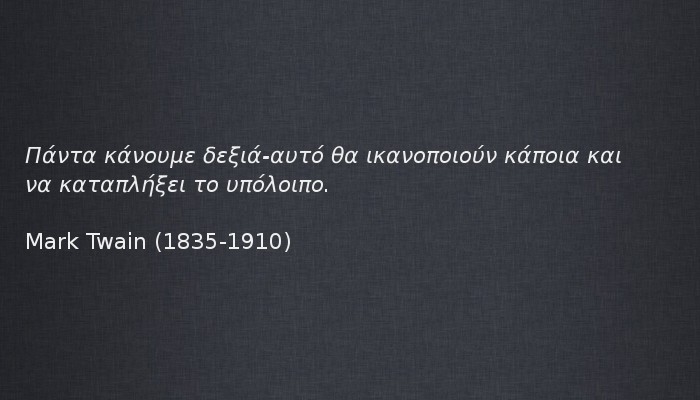 Πάντα κάνουμε δεξιά-αυτό θα ικανοποιούν κάποια και
να καταπλήξει το υπόλοιπο.
Mark Twain (1835-1910)